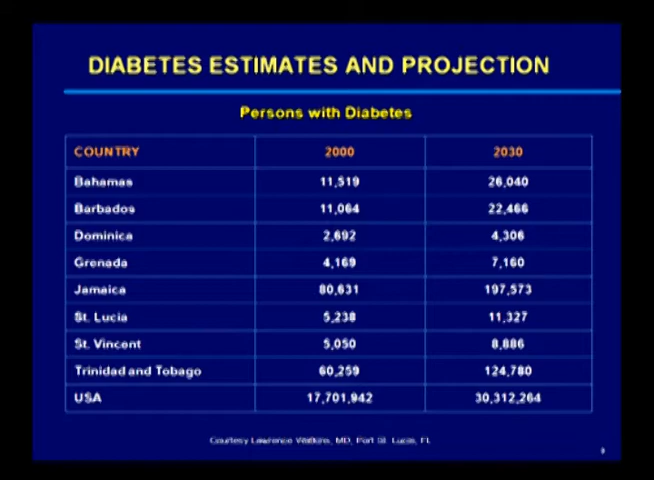 DIABETES ESTIMATES AND PROJECTION
Persons with Diabetes
COUNTRY 2000 2030
Bahamas 11,519 26,040
Barbados 11,064 22,466
Dominica 2,692 4,306
Grenada 4,169 7,160
Jamaica 80,631 197,573
St. Lucia 5,238 11,327
St. Vincent 5,050 8,886
Trinidad and Tobago 60,259 124,780
USA 17,701,942 30,312,264
Courtesy Lawrence Watkins, MD, Port St. Lucie, FL